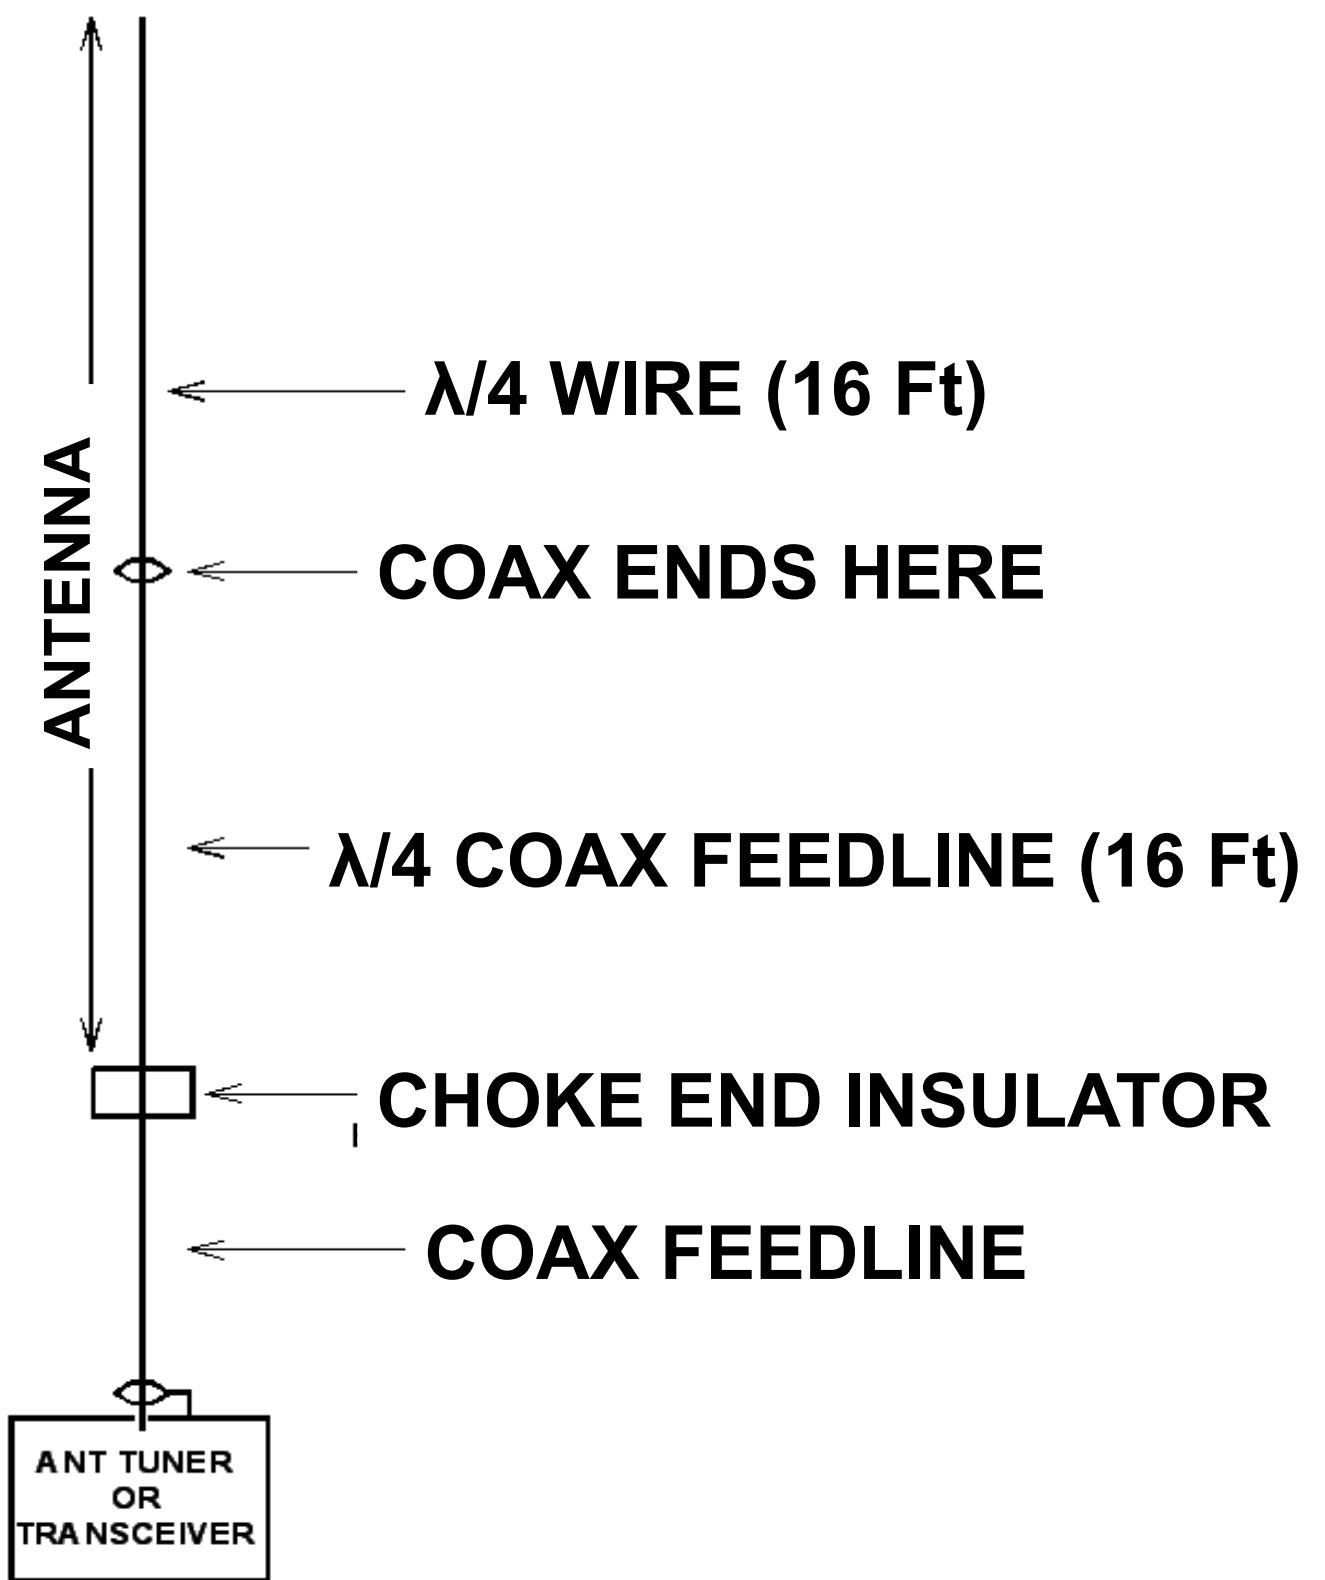 λ/4 WIRE (16 Ft)
ANTENNA
COAX ENDS HERE
λ/4 COAX FEEDLINE (16 Ft)
CHOKE END INSULATOR
COAX FEEDLINE
ANT TUNER
OR
TRANSCEIVER